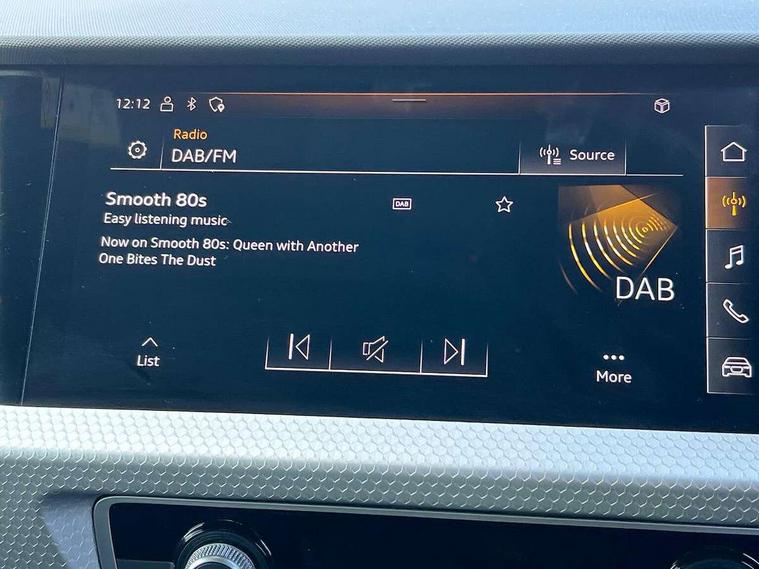 12:12
Radio
DAB/FM
Source
Smooth 80s
DAB
Easy listening music
Now on Smooth 80s: Queen with Another
One Bites The Dust
DAB
List
More